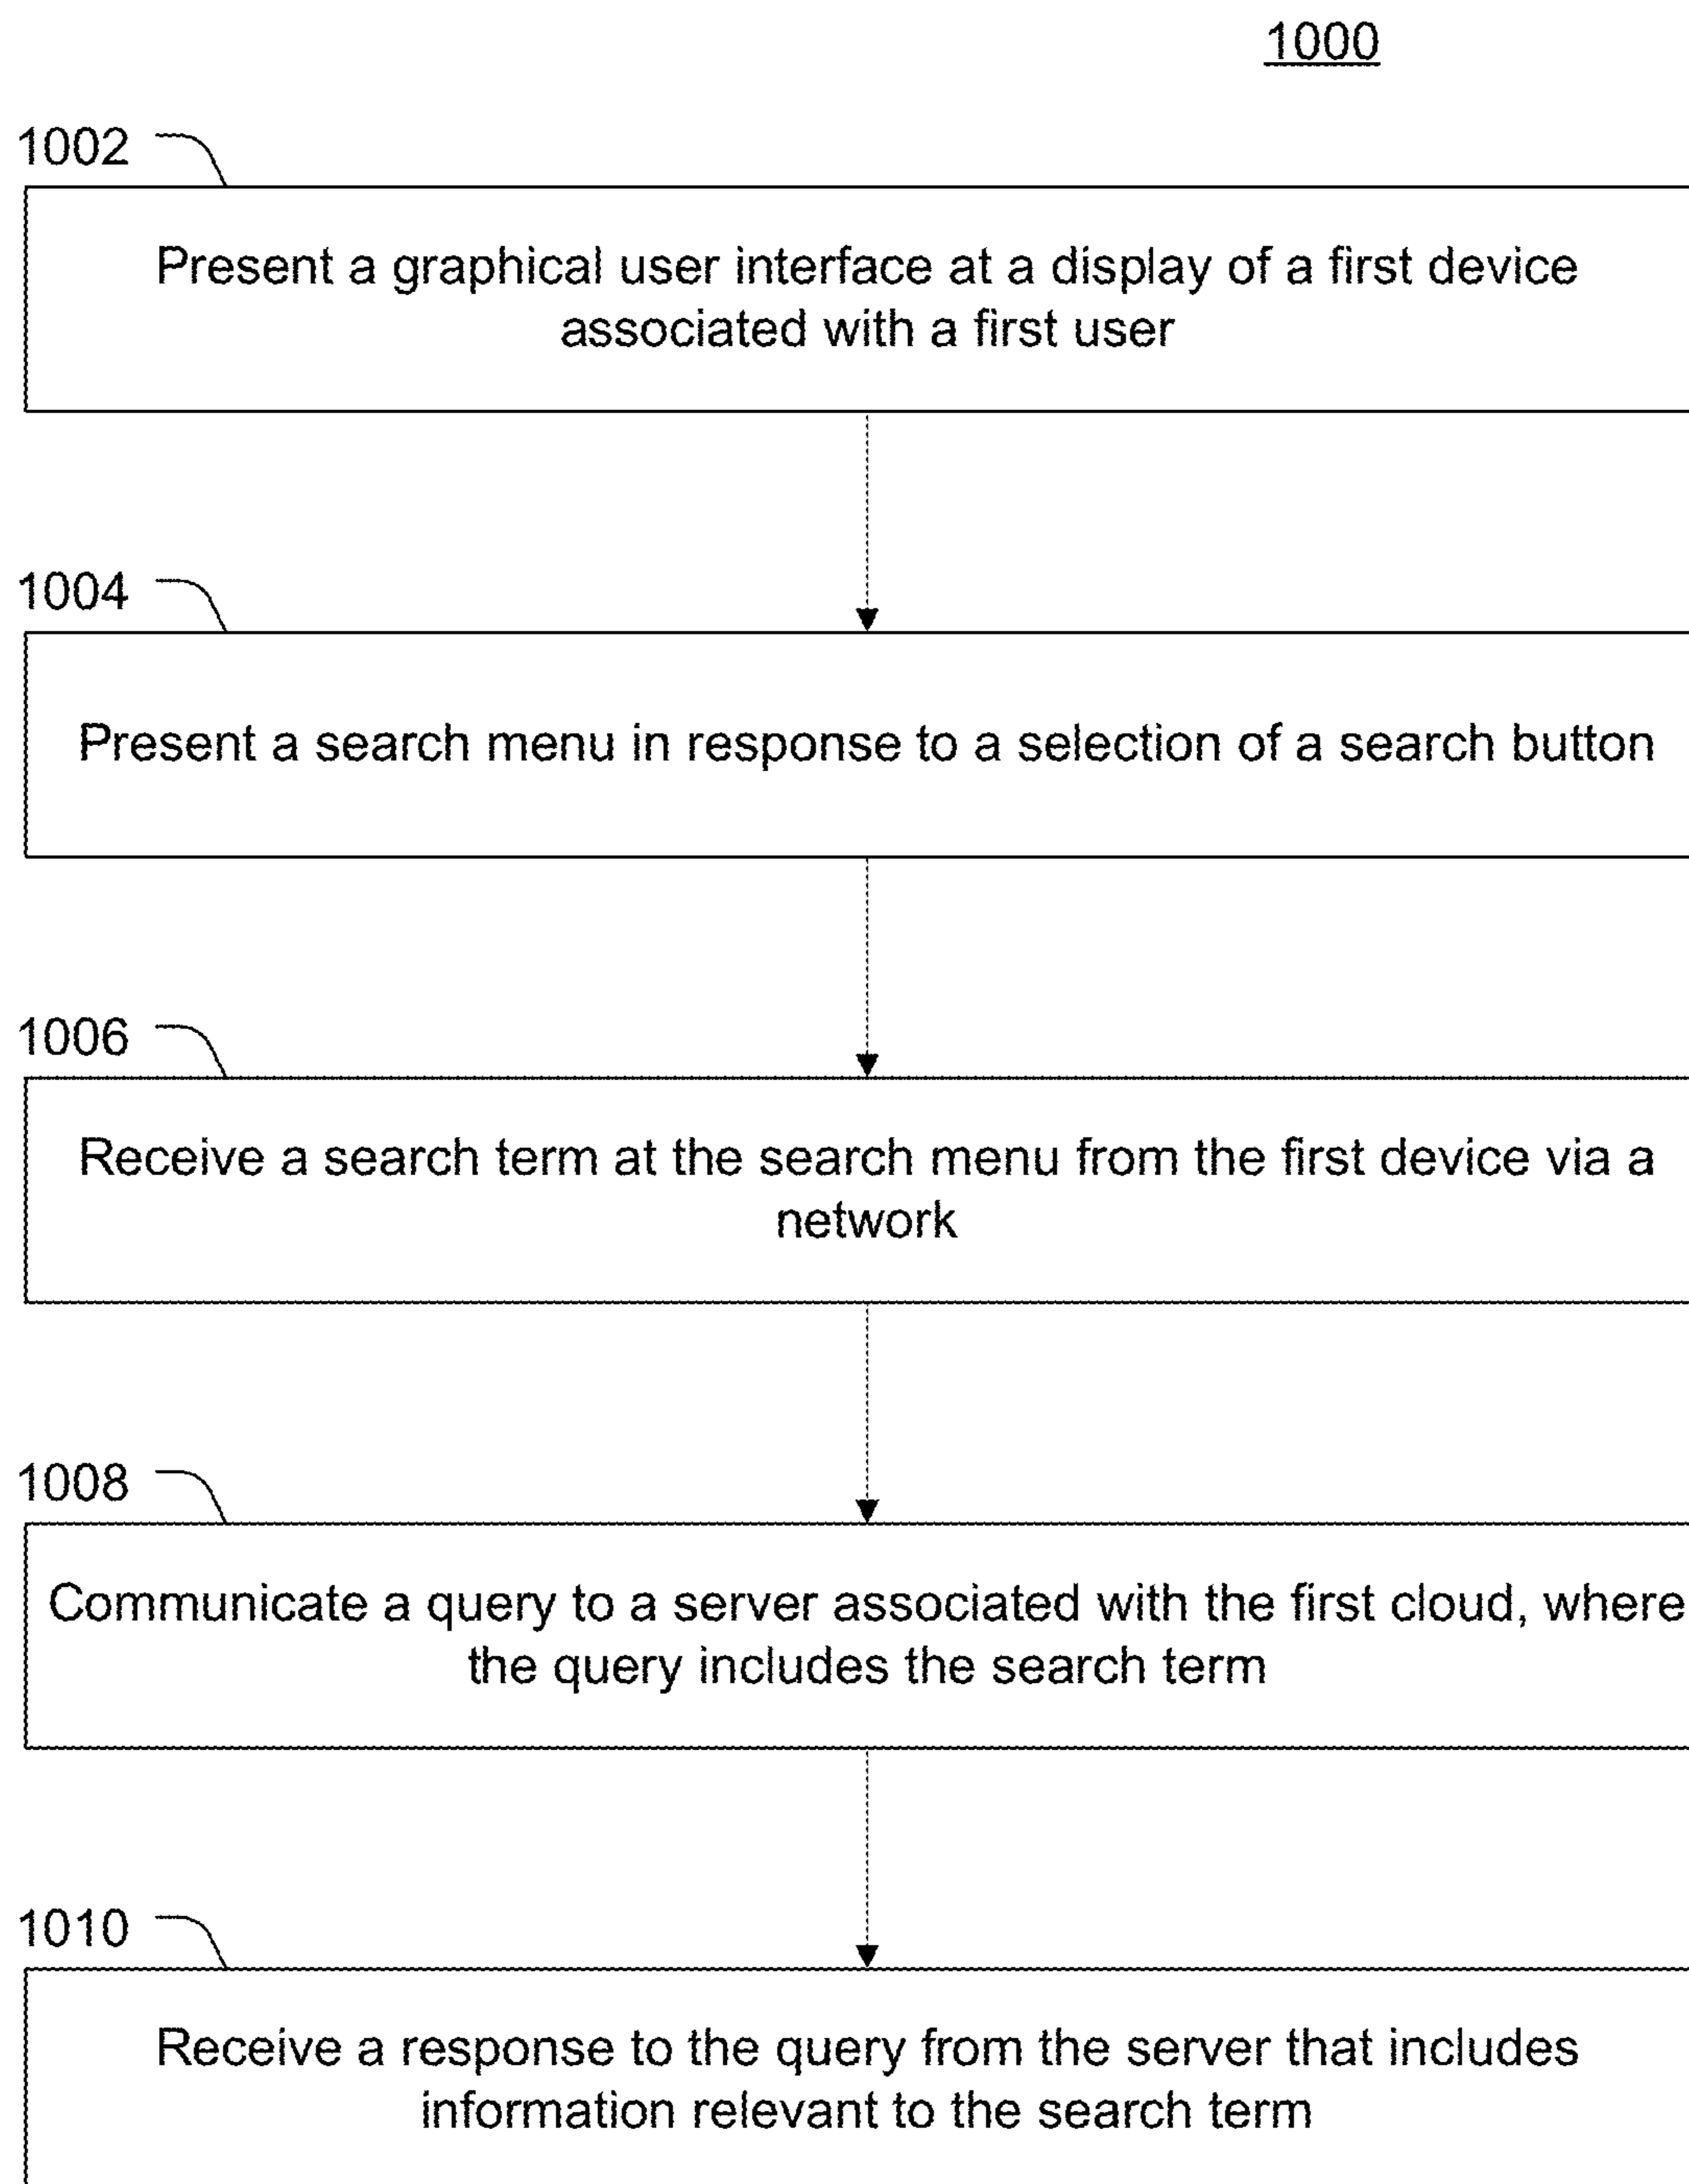 1000
1002
Present a graphical user interface at a display of a first device
associated with a first user
1004
Present a search menu in response to a selection of a search button
1006
Receive a search term at the search menu from the first device via a
network
1008
Communicate a query to a server associated with the first cloud, where
the query includes the search term
1010
Receive a response to the query from the server that includes
information relevant to the search term